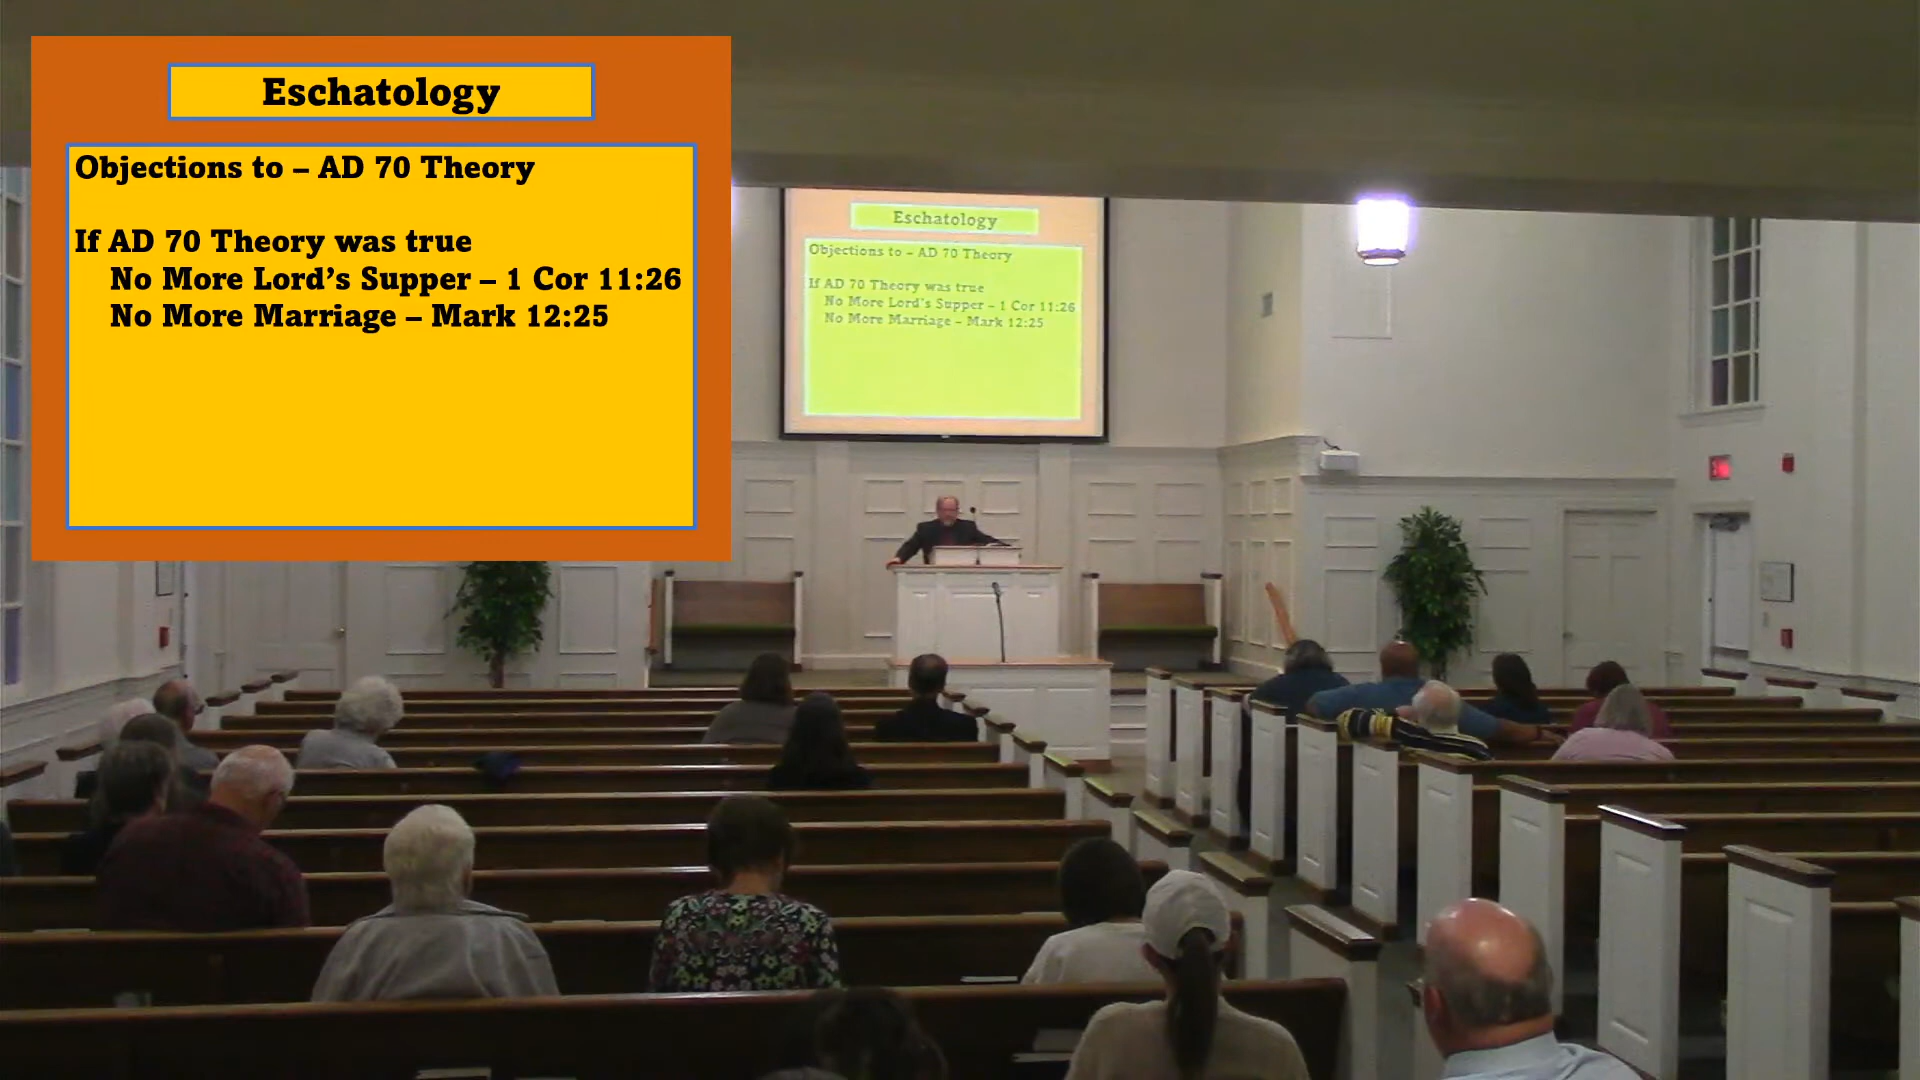 Eschatology
Objections to – AD 70 Theory
If AD 70 Theory was true
No More Lord's Supper – 1 Cor 11:26
No More Marriage – Mark 12:25
Eschatology
Objections to – AD 70 Theory
If AD 70 Theory was true
No More Lord's Supper – 1 Cor 11:26
No More Marriage – Mark 12:25